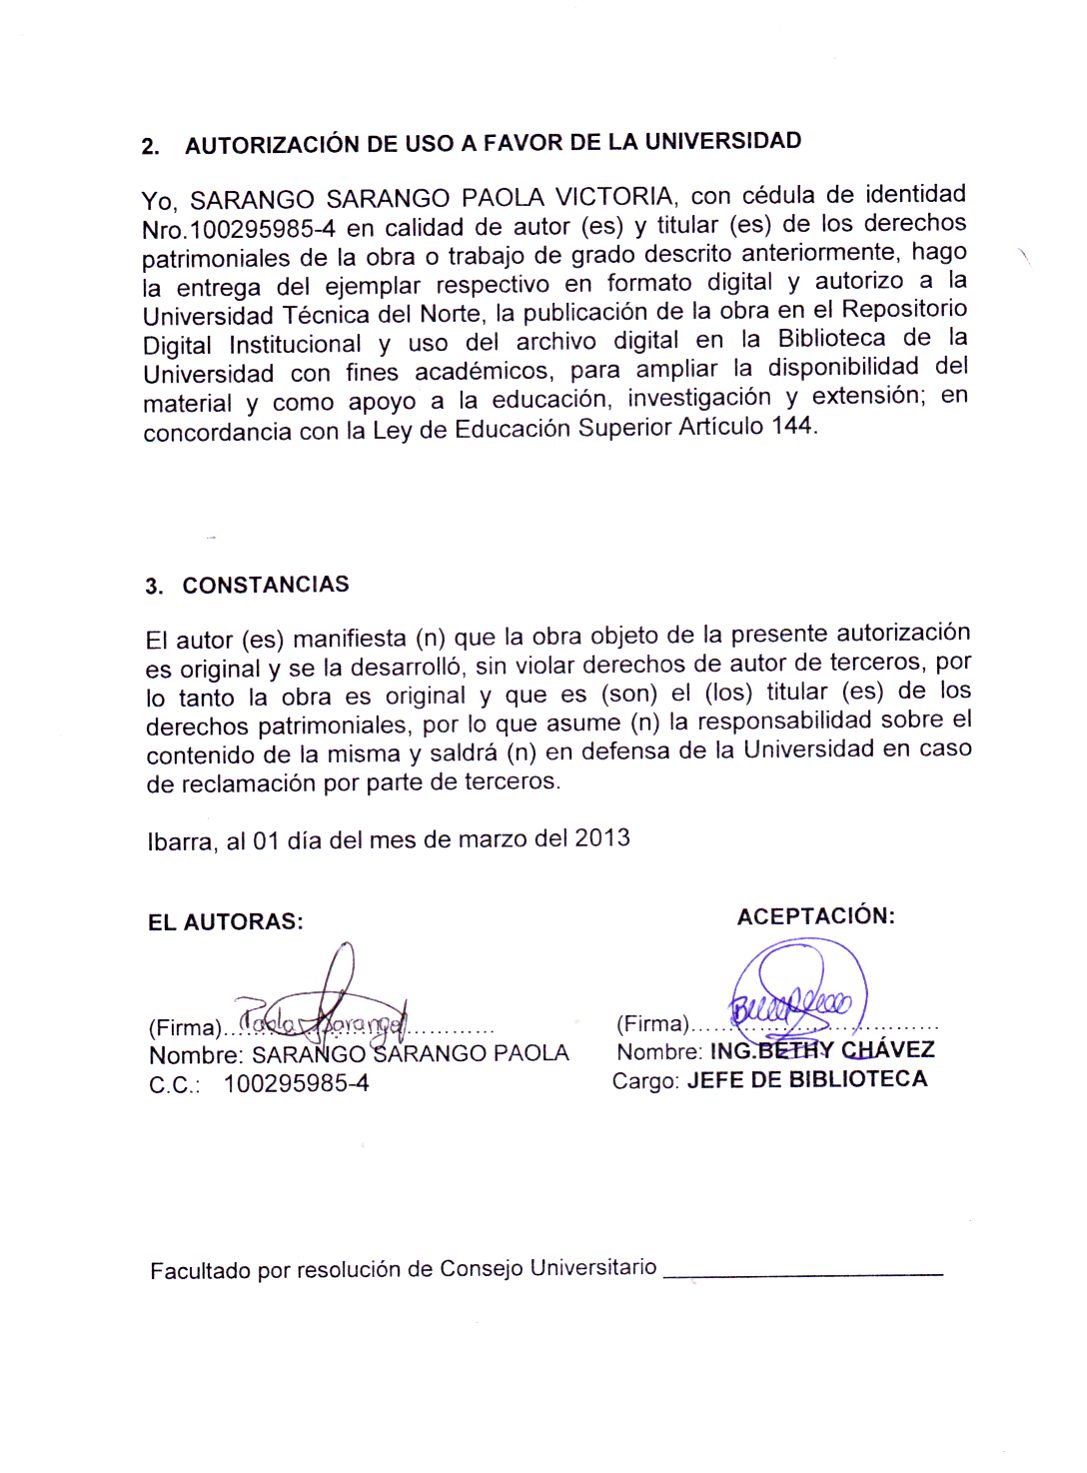 2. AUTORIZACIÓN DE USO A FAVOR DE LA UNIVERSIDAD
Yo, SARANGO SARANGO PAOLA VICTORIA, con cédula de identidad
Nro.100295985-4 en calidad de autor (es) y titular (es) de los derechos
patrimoniales de la obra o trabajo de grado descrito anteriormente, hago
la entrega del ejemplar respectivo en formato digital y autorizo a la
Universidad Técnica del Norte, la publicación de la obra en el Repositorio
Digital Institucional y uso del archivo digital en la Biblioteca de la
Universidad con fines académicos, para ampliar la disponibilidad del
material y como apoyo a la educación, investigación y extensión; en
concordancia con la Ley de Educación Superior Artículo 144.
3. CONSTANCIAS
El autor (es) manifiesta (n) que la obra objeto de la presente autorización
es original y se la desarrolló, sin violar derechos de autor de terceros, por
lo tanto la obra es original y que es (son) el (los) titular (es) de los
derechos patrimoniales, por lo que asume (n) la responsabilidad sobre el
contenido de la misma y saldrá (n) en defensa de la Universidad en caso
de reclamación por parte de terceros.
Ibarra, al 01 día del mes de marzo del 2013
EL AUTORAS:
(Firma)..............................
Nombre: SARANGO SARANGO PAOLA
C.C.: 100295985-4
ACEPTACIÓN:
(Firma)..............................
Nombre: ING.BETHY CHÁVEZ
Cargo: JEFE DE BIBLIOTECA
Facultado por resolución de Consejo Universitario ______________________